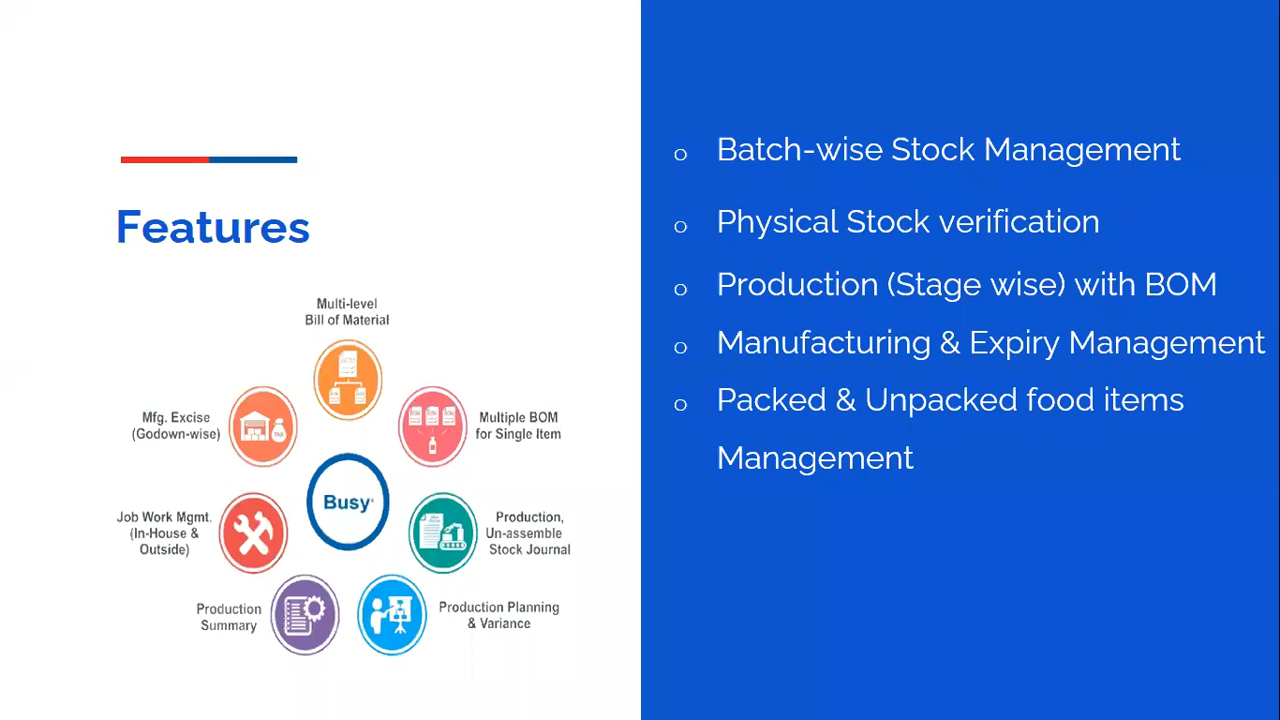 Features
Multi-level
Bill of Material
Mfg. Excise
(Godown-wise)
Multiple BOM
for Single Item
Busy
Job Work Mgmt.
(In-House &
Outside)
Production,
Un-assemble
Stock Journal
Production
Summary
Production Planning
& Variance
Batch-wise Stock Management
Physical Stock verification
Production (Stage wise) with BOM
Manufacturing & Expiry Management
Packed & Unpacked food items
Management